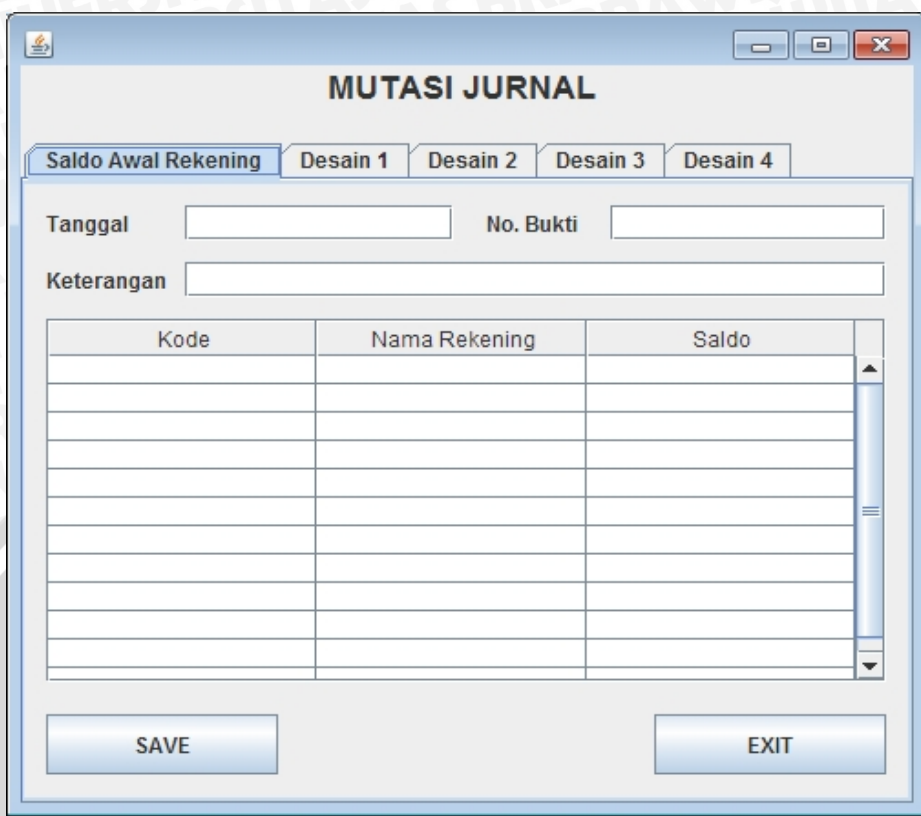 MUTASI JURNAL
Saldo Awal Rekening Desain 1 Desain 2 Desain 3 Desain 4
Tanggal No. Bukti
Keterangan
Kode Nama Rekening Saldo
SAVE EXIT